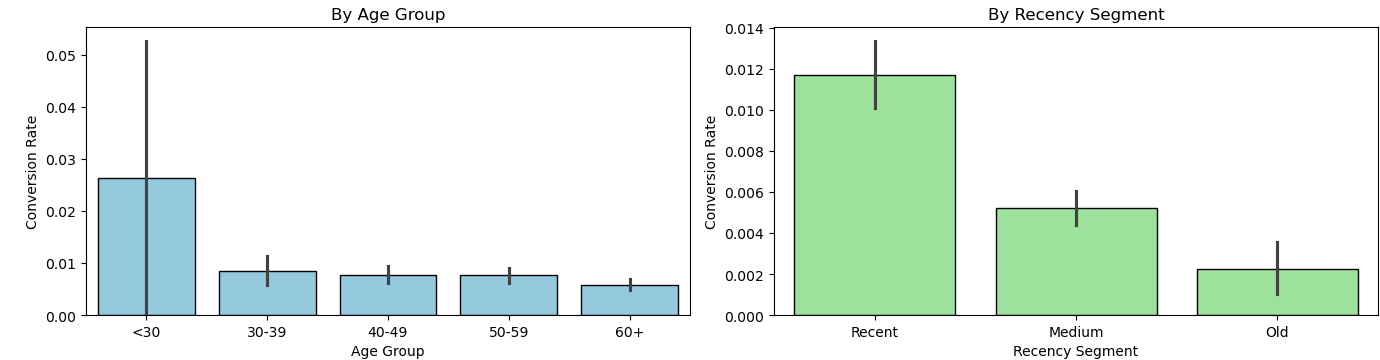 By Age Group
0.05
0.04
0.03
0.02
0.01
0.00
Conversion Rate
<30
30-39
40-49
50-59
60+
Age Group
By Recency Segment
0.014
0.012
0.010
0.008
0.006
0.004
0.002
0.000
Conversion Rate
Recent
Medium
Old
Recency Segment